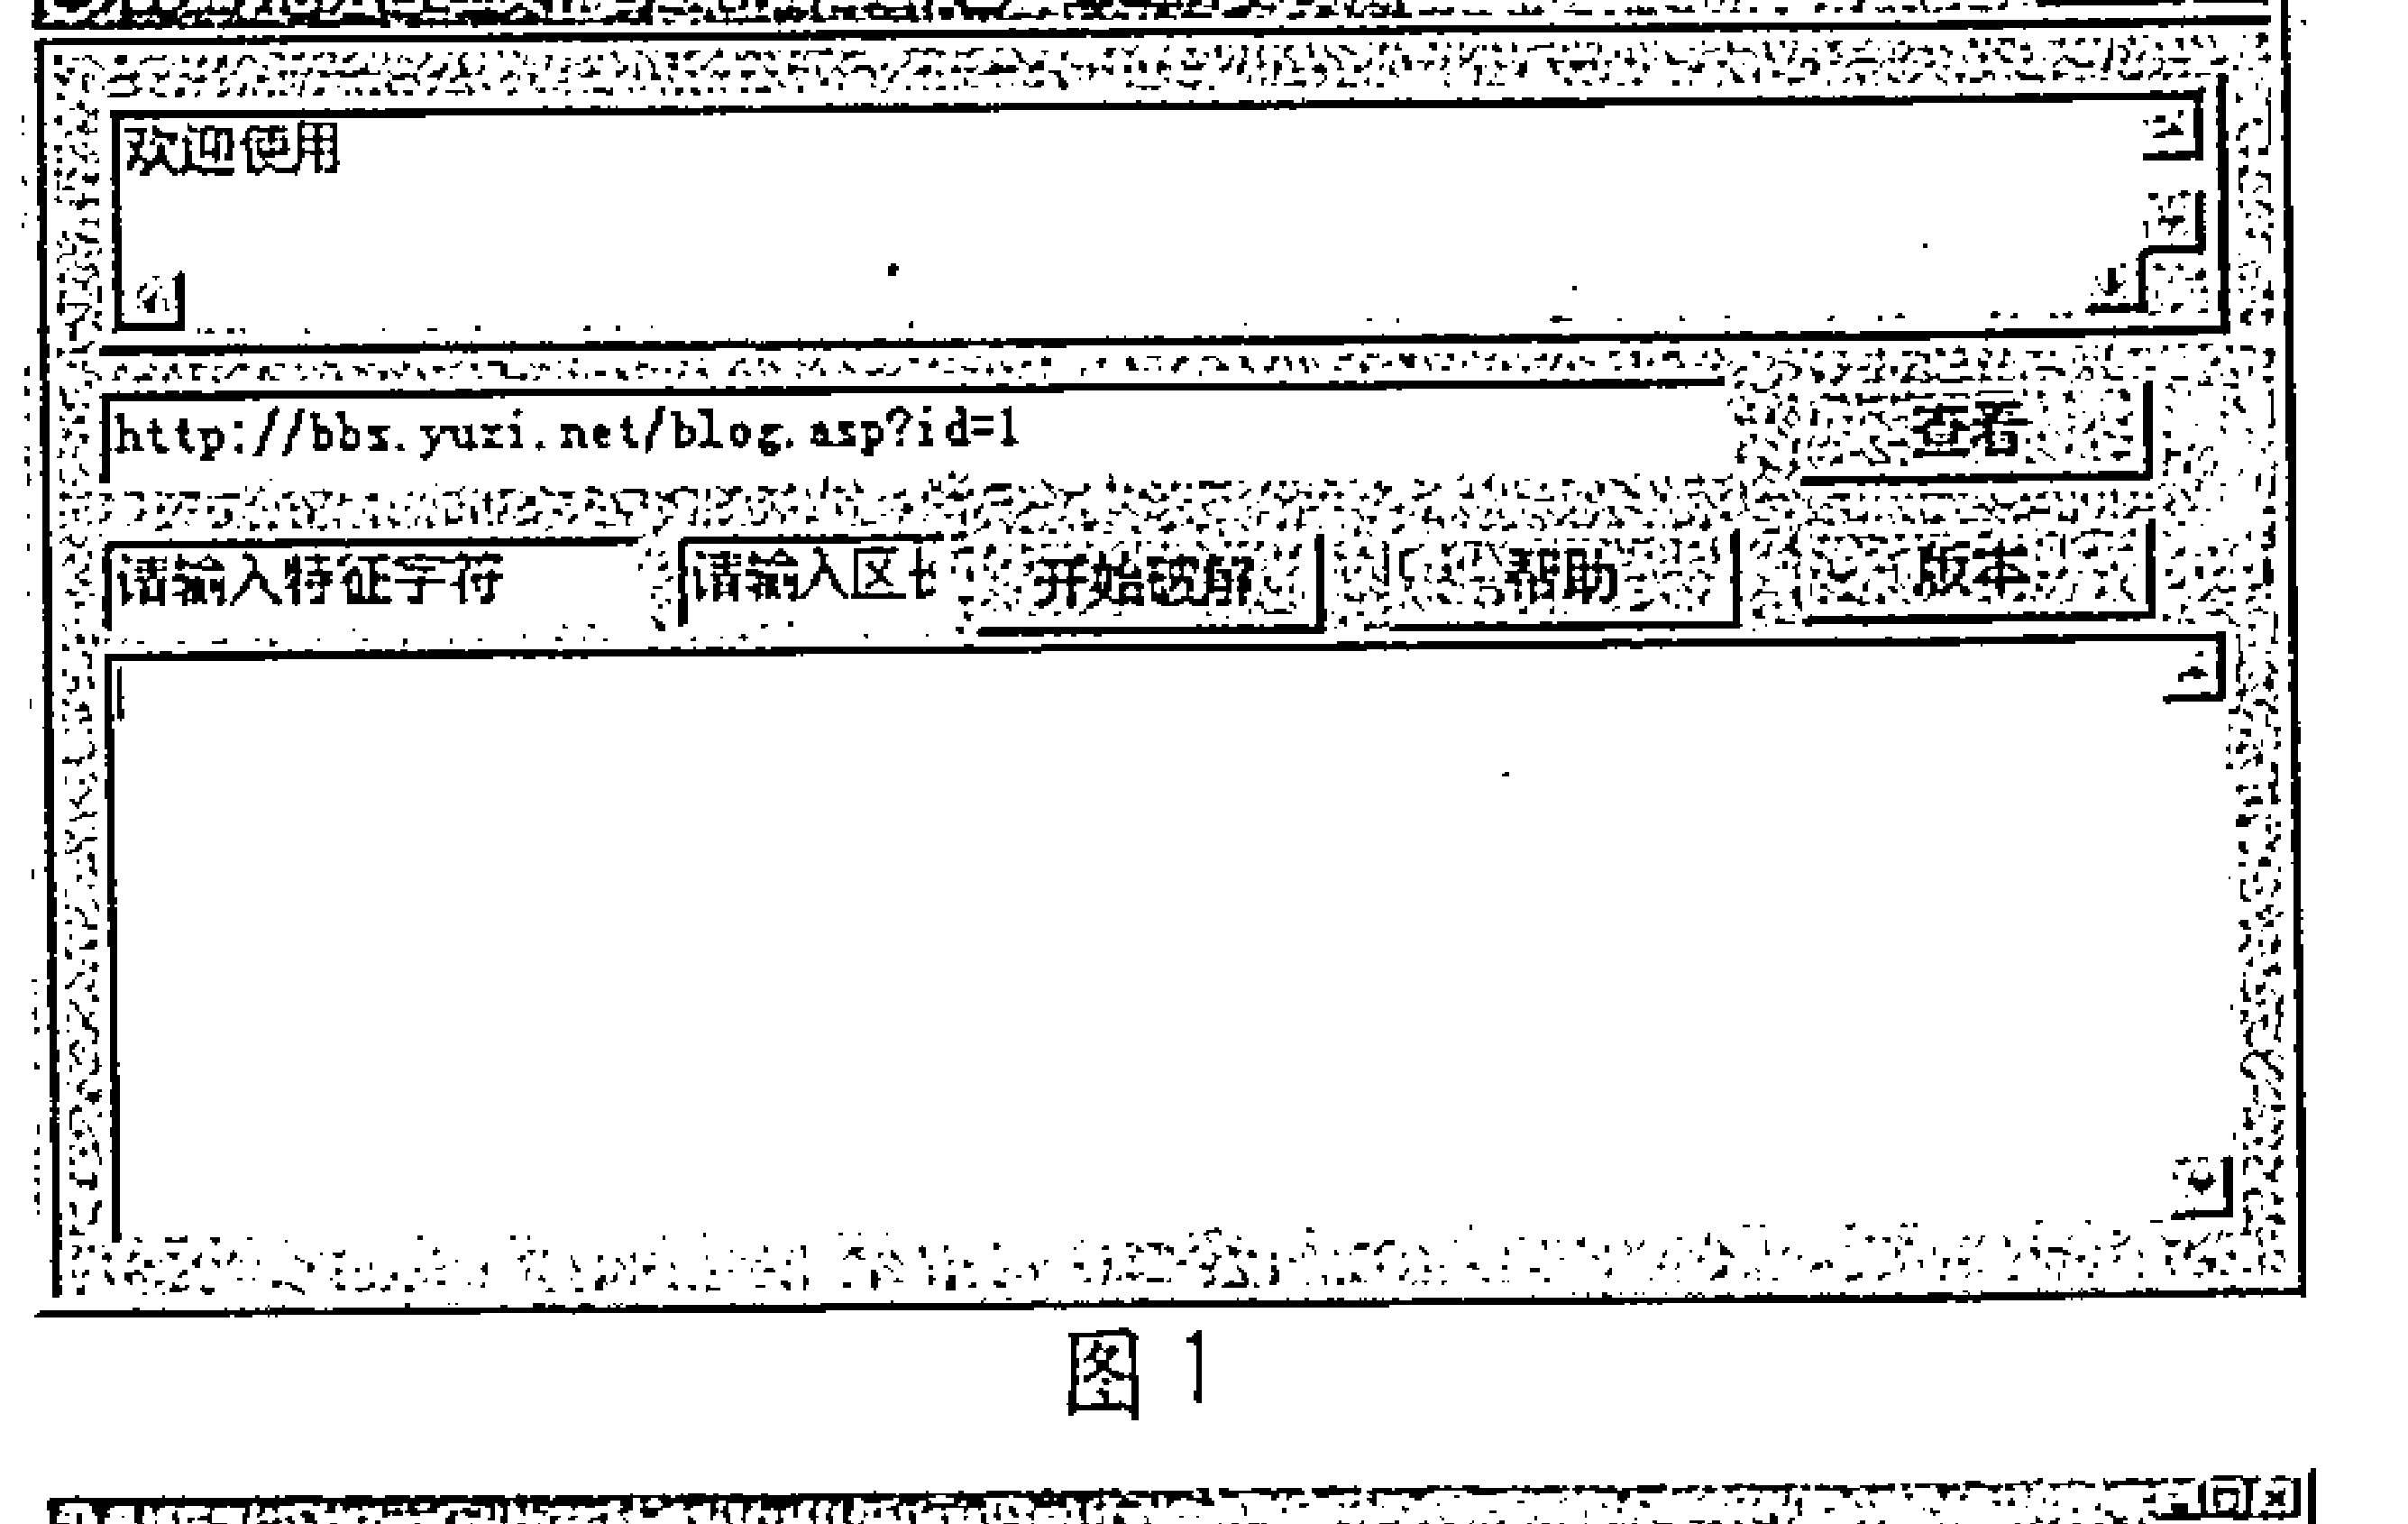 欢迎使用
http://bbs.yuzi.net/blog.asp?id=1
查看
请输入特征字符 请输入区 开始破解 帮助 版本
图 1